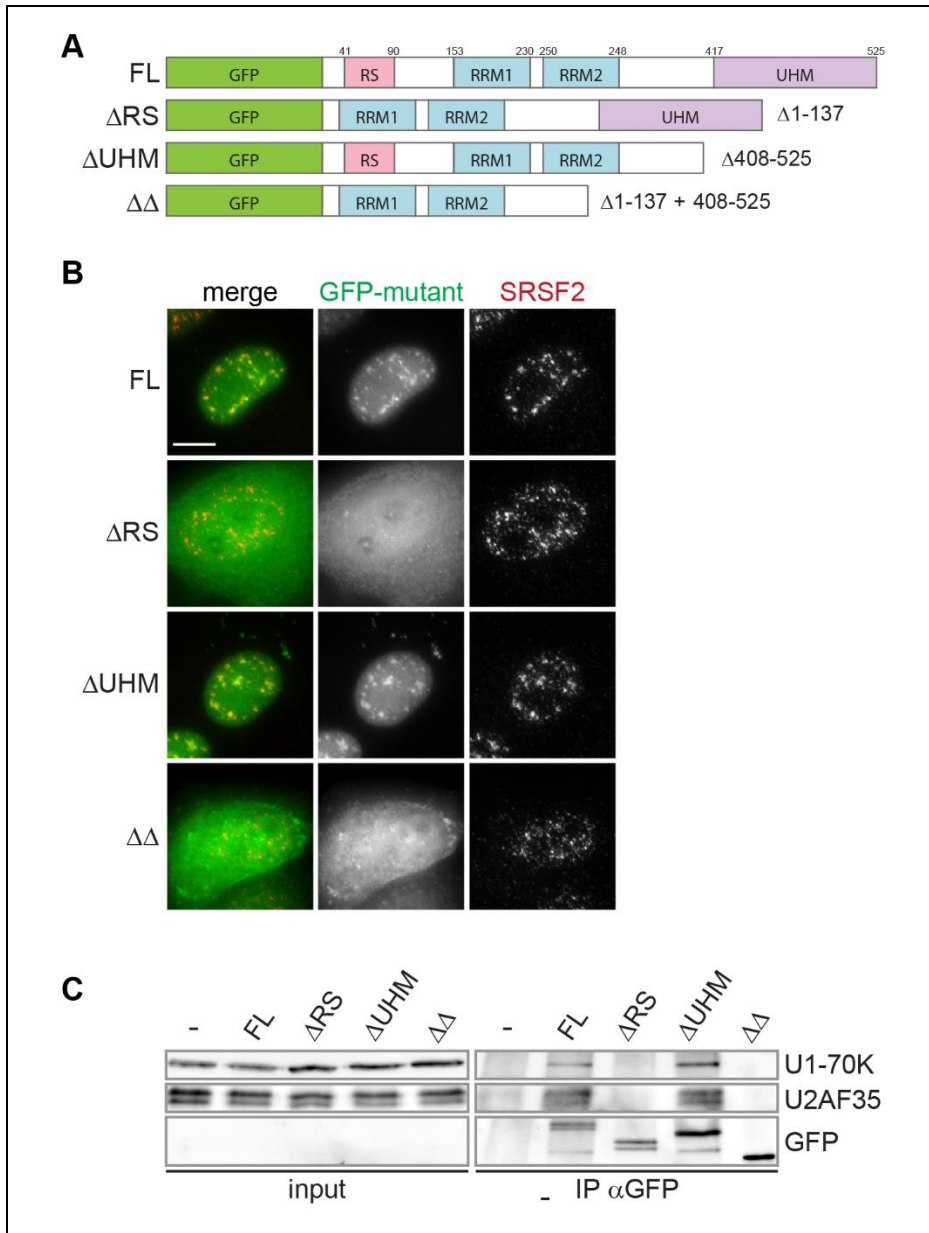 A
41 90 153 230 250 248 417 525
FL GFP RS RRM1 RRM2 UHM
ΔRS GFP RRM1 RRM2 UHM Δ1-137
ΔUHM GFP RS RRM1 RRM2 Δ408-525
ΔΔ GFP RRM1 RRM2 Δ1-137 + 408-525
B
merge GFP-mutant SRSF2
FL
ΔRS
ΔUHM
ΔΔ
C
- FL ΔRS ΔUHM ΔΔ - FL ΔRS ΔUHM ΔΔ
U1-70K
U2AF35
GFP
input - IP αGFP